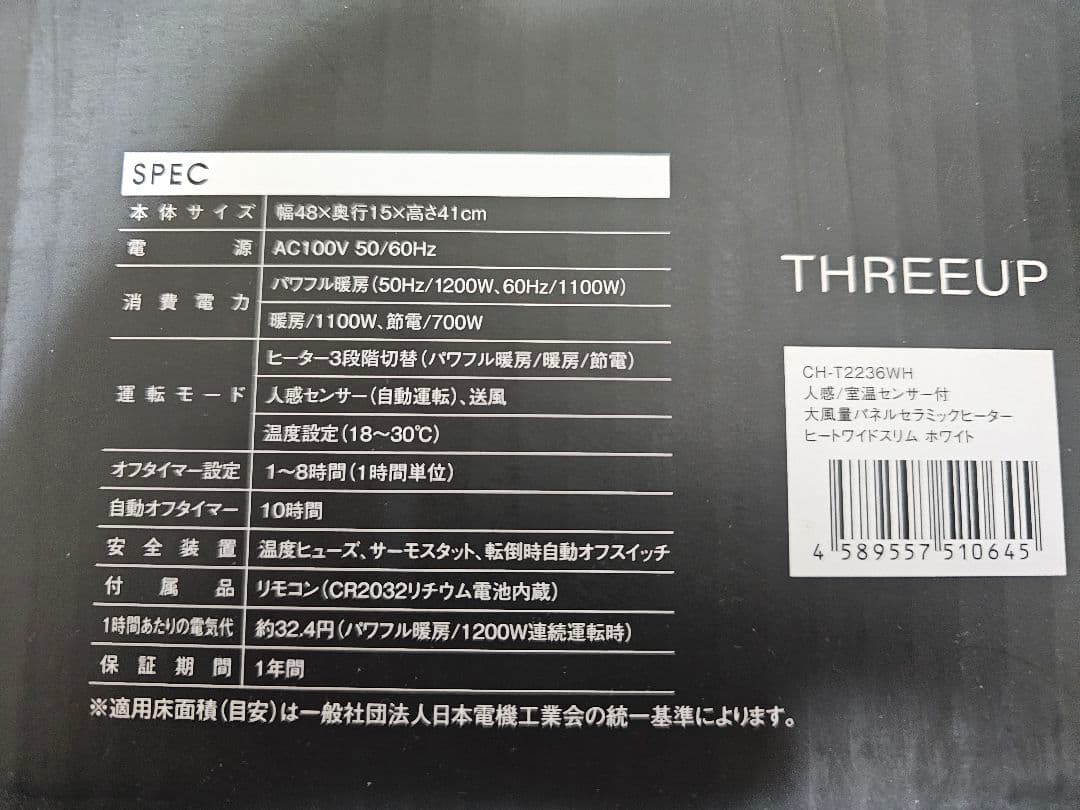 SPEC
本体サイズ 幅48×奥行15×高さ41cm
電源 AC100V 50/60Hz
消費電力 パワフル暖房(50Hz/1200W、60Hz/1100W)
暖房/1100W、節電/700W
運転モード ヒーター3段階切替(パワフル暖房/暖房/節電)
人感センサー(自動運転)、送風
温度設定(18〜30℃)
オフタイマー設定 1〜8時間(1時間単位)
自動オフタイマー 10時間
安全装置 温度ヒューズ、サーモスタット、転倒時自動オフスイッチ
付属品 リモコン(CR2032リチウム電池内蔵)
1時間あたりの電気代 約32.4円(パワフル暖房/1200W連続運転時)
保証期間 1年間
※適用床面積(目安)は一般社団法人日本電機工業会の統一基準によります。
THREEUP
CH-T2236WH
人感/室温センサー付
大風量パネルセラミックヒーター
ヒートワイドスリム ホワイト
4 589557 510645